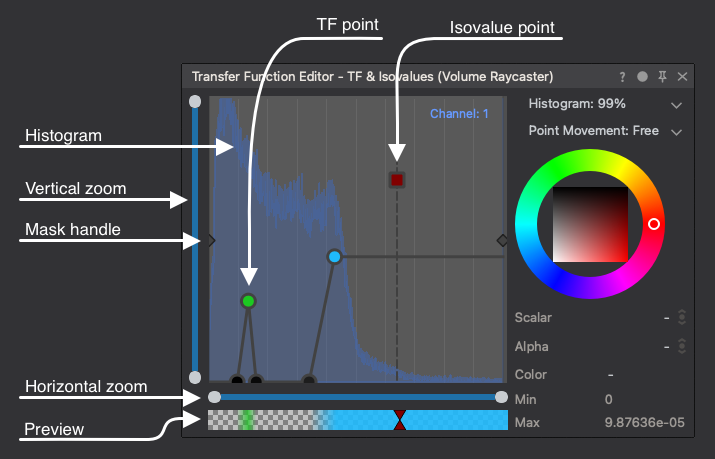 TF point
Isovalue point
Transfer Function Editor - TF & Isovalues (Volume Raycaster)
?
Channel: 1
Histogram: 99%
Point Movement: Free
Histogram
Vertical zoom
Mask handle
Horizontal zoom
Preview
Scalar -
Alpha -
Color -
Min 0
Max 9.87636e-05